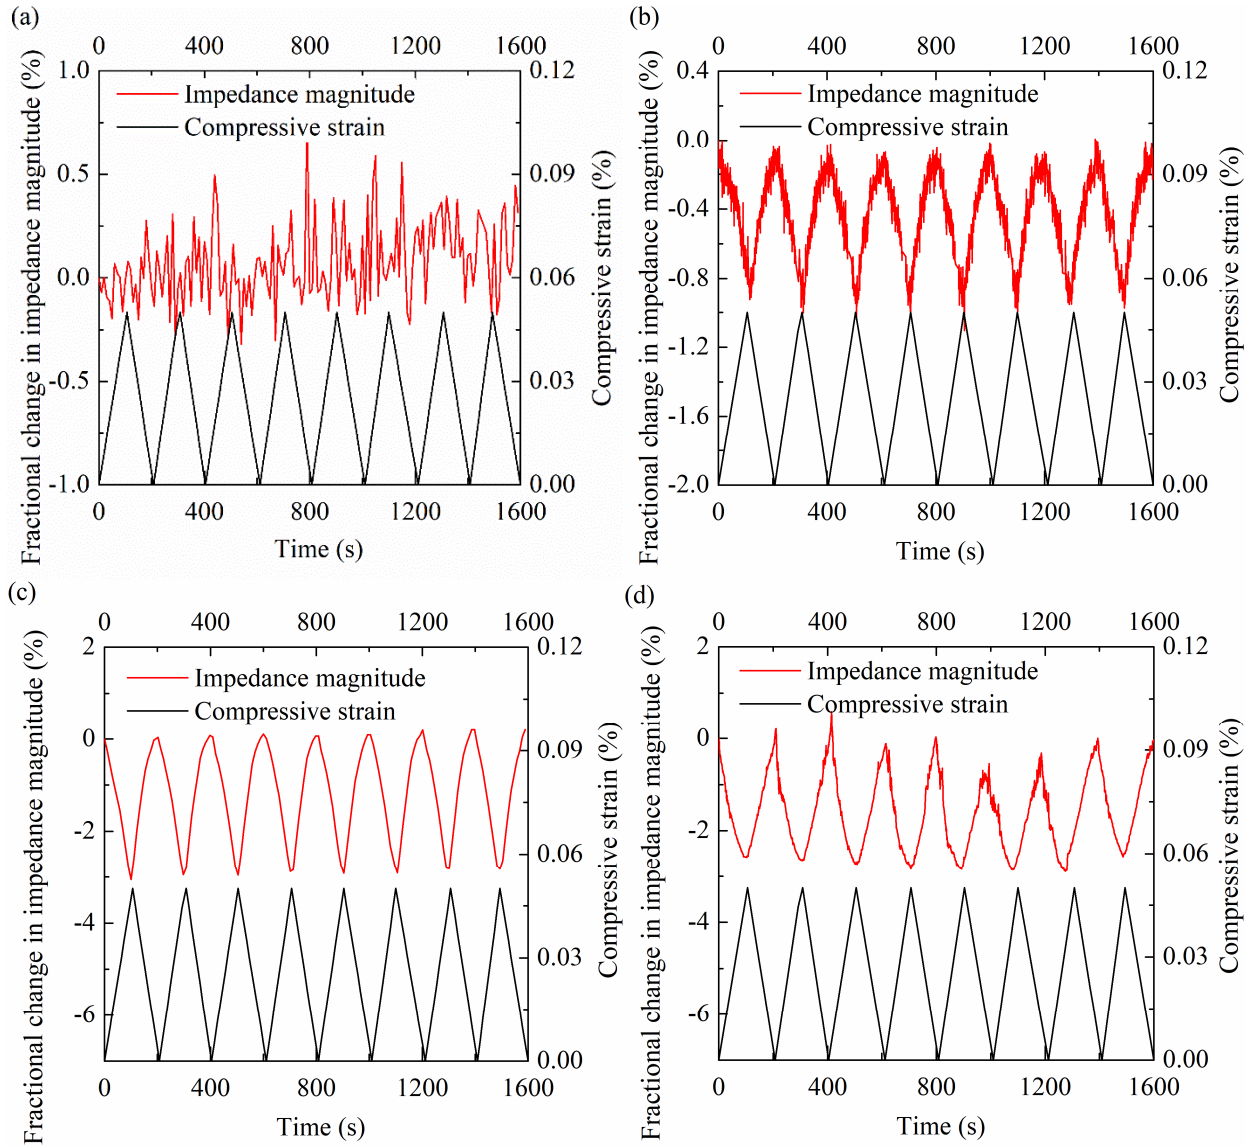 (a)
0 400 800 1200 1600
Fractional change in impedance magnitude (%)
1.0
0.5
0.0
-0.5
-1.0
Impedance magnitude
Compressive strain
0.12
0.09
0.06
0.03
0.00
Compressive strain (%)
0 400 800 1200 1600
Time (s)
(b)
0 400 800 1200 1600
Fractional change in impedance magnitude (%)
0.4
0.0
-0.4
-0.8
-1.2
-1.6
-2.0
Impedance magnitude
Compressive strain
0.12
0.09
0.06
0.03
0.00
Compressive strain (%)
0 400 800 1200 1600
Time (s)
(c)
0 400 800 1200 1600
Fractional change in impedance magnitude (%)
2
0
-2
-4
-6
Impedance magnitude
Compressive strain
0.12
0.09
0.06
0.03
0.00
Compressive strain (%)
0 400 800 1200 1600
Time (s)
(d)
0 400 800 1200 1600
Fractional change in impedance magnitude (%)
2
0
-2
-4
-6
Impedance magnitude
Compressive strain
0.12
0.09
0.06
0.03
0.00
Compressive strain (%)
0 400 800 1200 1600
Time (s)